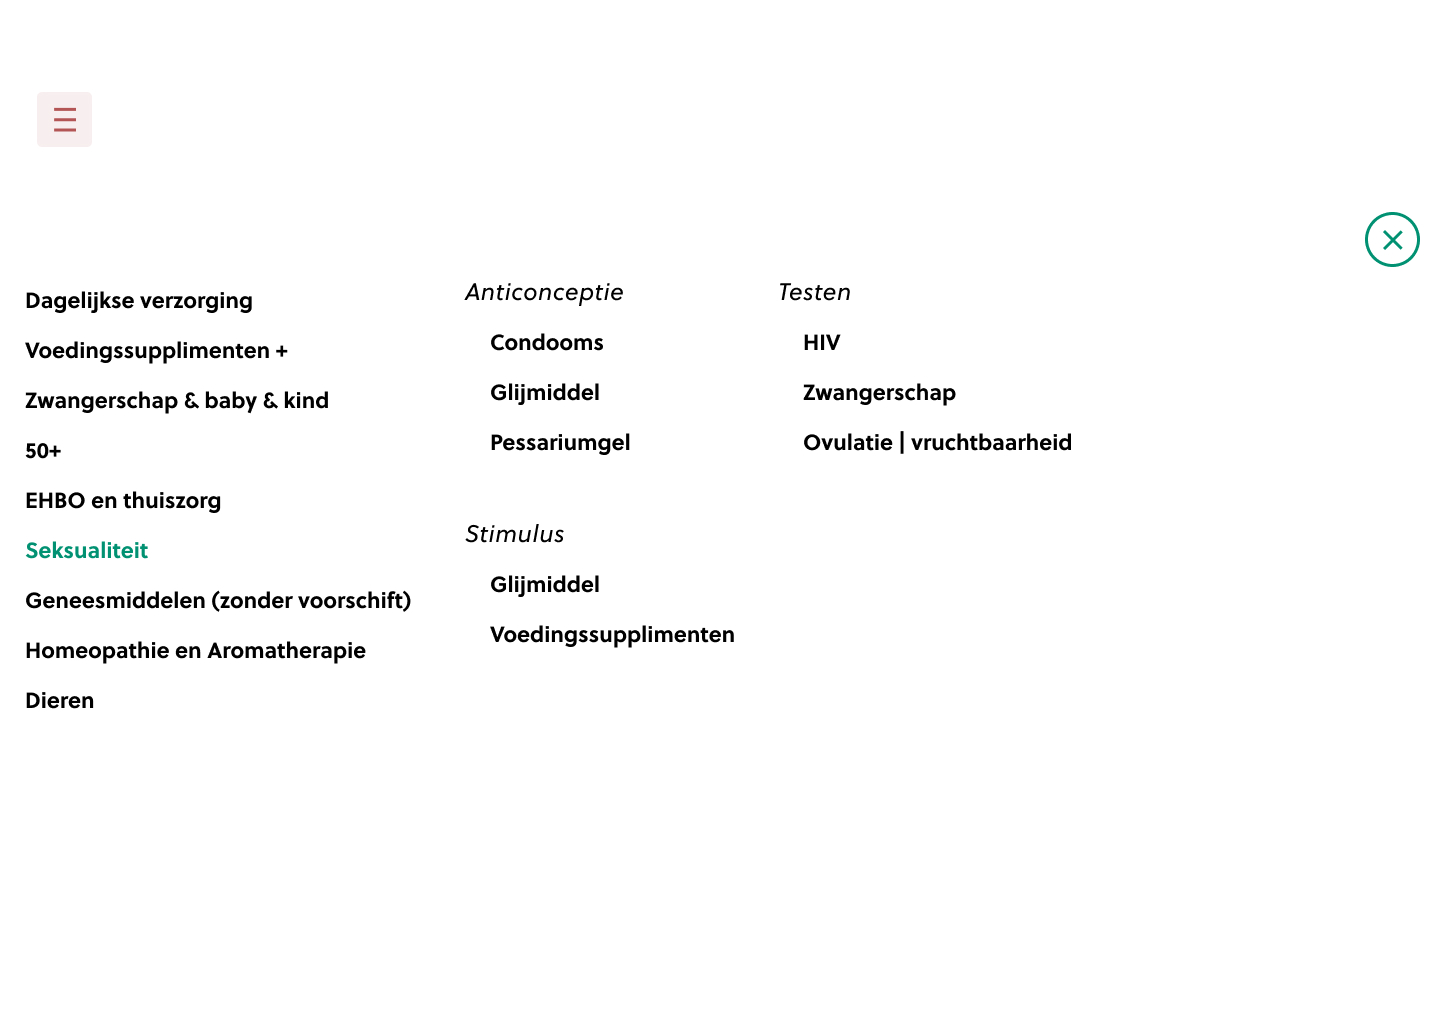 Dagelijkse verzorging
Voedingssupplimenten +
Zwangerschap & baby & kind
50+
EHBO en thuiszorg
Seksualiteit
Geneesmiddelen (zonder voorschift)
Homeopathie en Aromatherapie
Dieren
Anticonceptie
Condooms
Glijmiddel
Pessariumgel
Stimulus
Glijmiddel
Voedingssupplimenten
Testen
HIV
Zwangerschap
Ovulatie | vruchtbaarheid